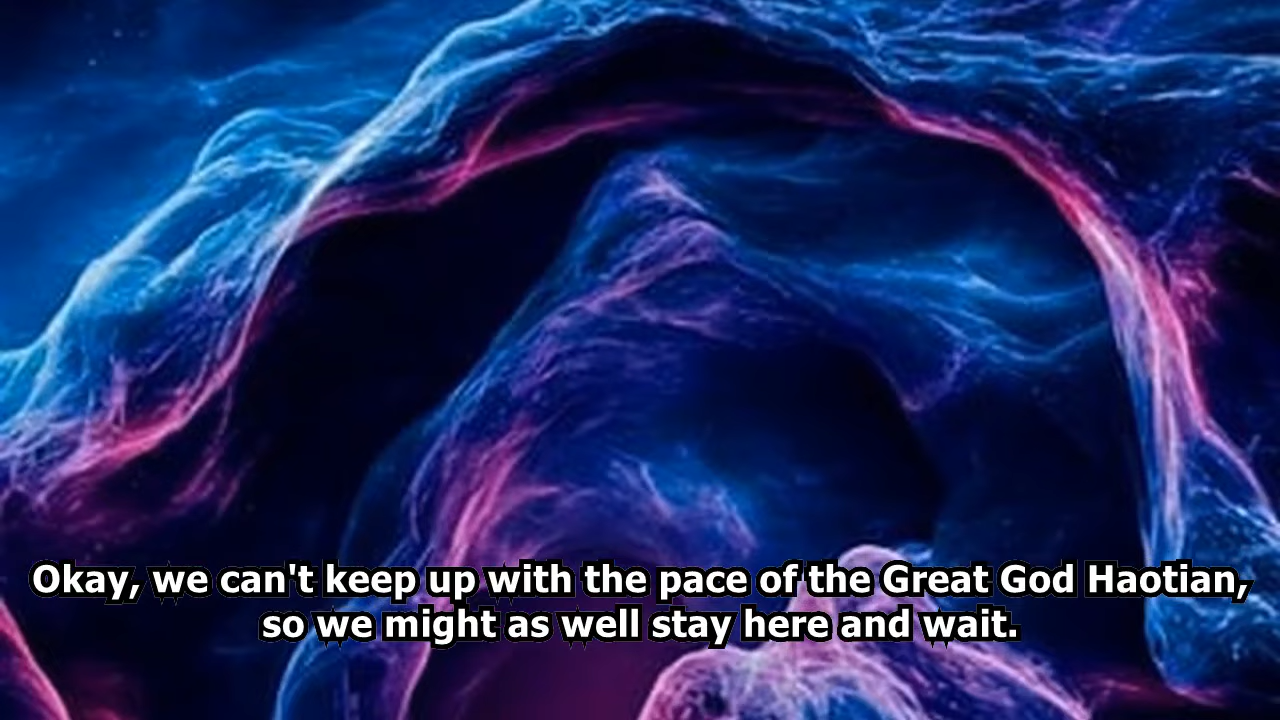 Okay, we can't keep up with the pace of the Great God Haotian,
so we might as well stay here and wait.